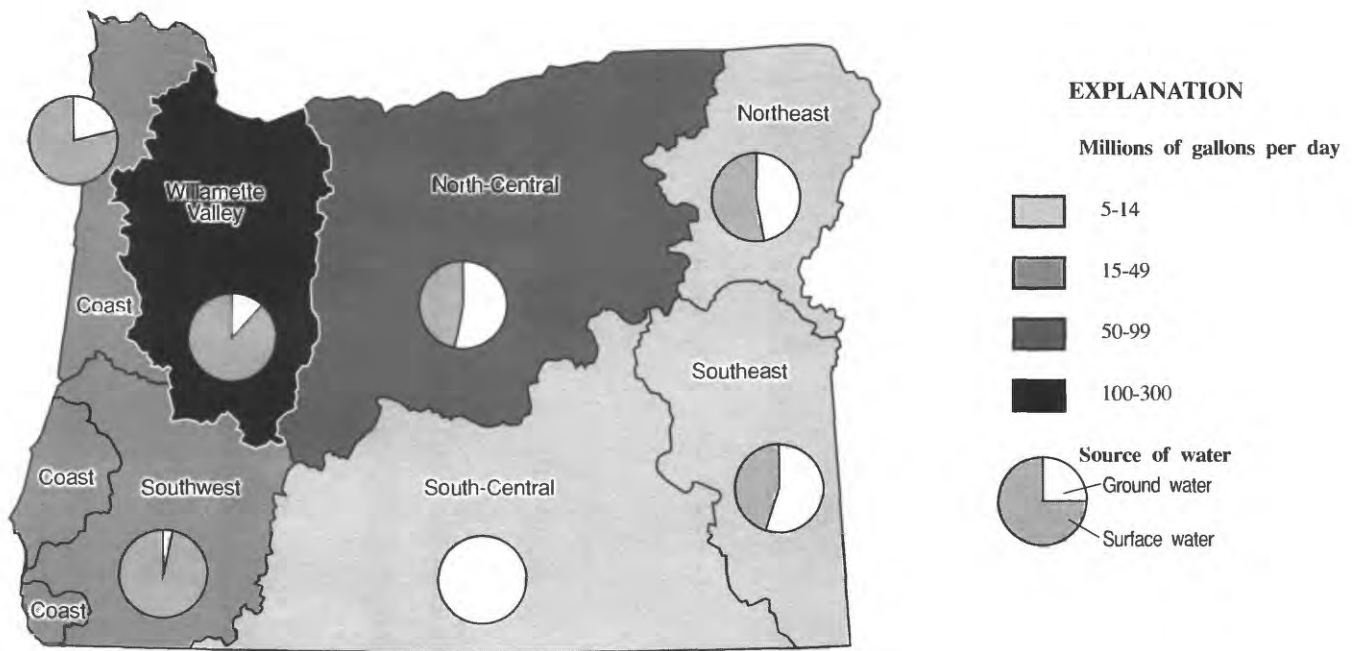 Northeast
North-Central
Willamette
Valley
Coast
Southeast
Coast
Southwest
South-Central
Coast
EXPLANATION
Millions of gallons per day
5-14
15-49
50-99
100-300
Source of water
Ground water
Surface water